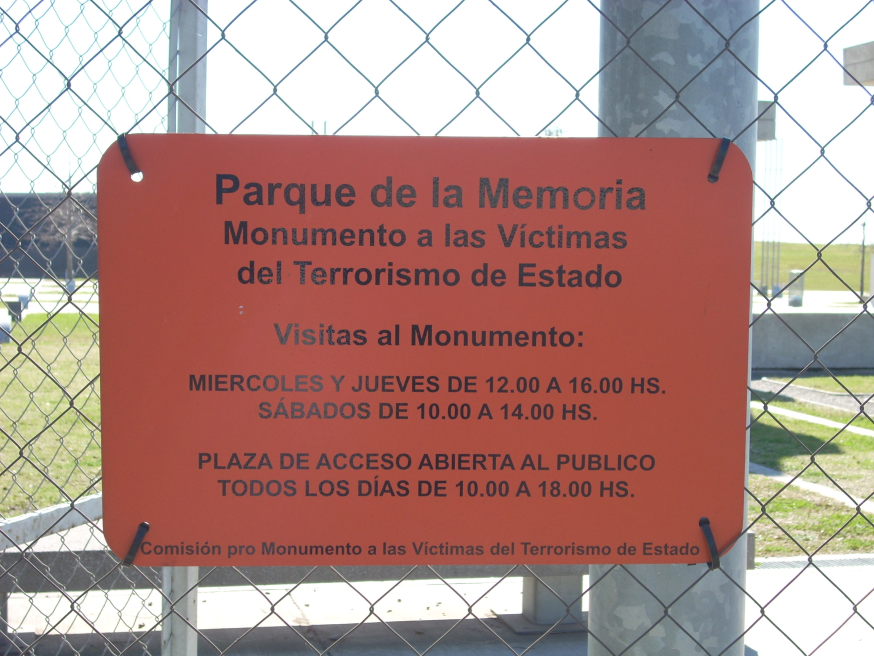 Parque de la Memoria
Monumento a las Víctimas
del Terrorismo de Estado
Visitas al Monumento:
MIERCOLES Y JUEVES DE 12.00 A 16.00 HS.
SÁBADOS DE 10.00 A 14.00 HS.
PLAZA DE ACCESO ABIERTA AL PUBLICO
TODOS LOS DÍAS DE 10.00 A 18.00 HS.
Comisión pro Monumento a las Víctimas del Terrorismo de Estado